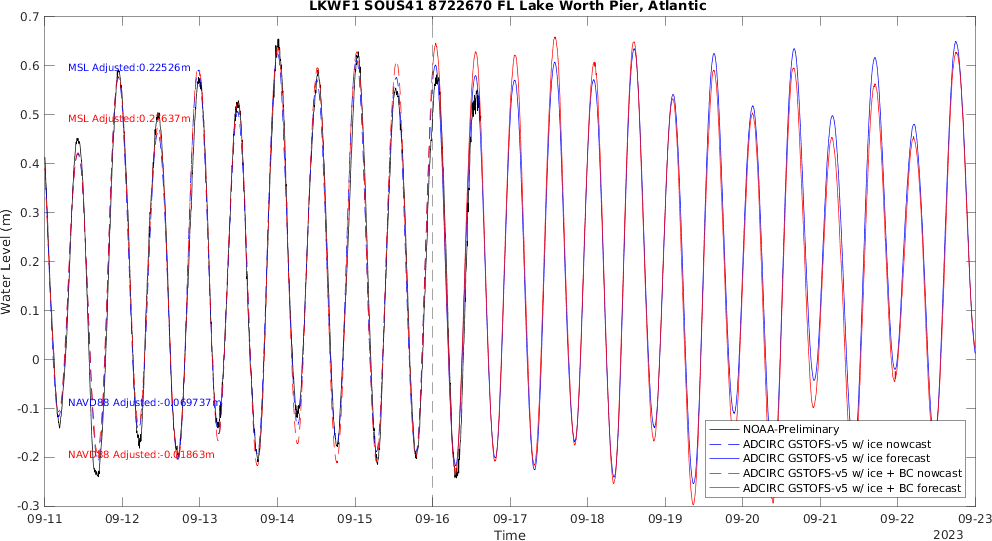 LKWF1 SOUS41 8722670 FL Lake Worth Pier, Atlantic
0.7
0.6
0.5
0.4
0.3
0.2
0.1
0
-0.1
-0.2
-0.3
Water Level (m)
MSL Adjusted:0.22526m
MSL Adjusted:
NAVD88 Adjusted:-0.069737m
NAVD88 Adjusted:-0.01863m
NOAA-Preliminary
ADCIRC GSTOFS-v5 w/ ice nowcast
ADCIRC GSTOFS-v5 w/ ice forecast
ADCIRC GSTOFS-v5 w/ ice + BC nowcast
ADCIRC GSTOFS-v5 w/ ice + BC forecast
09-11 09-12 09-13 09-14 09-15 09-16 09-17 09-18 09-19 09-20 09-21 09-22 09-23
Time
2023